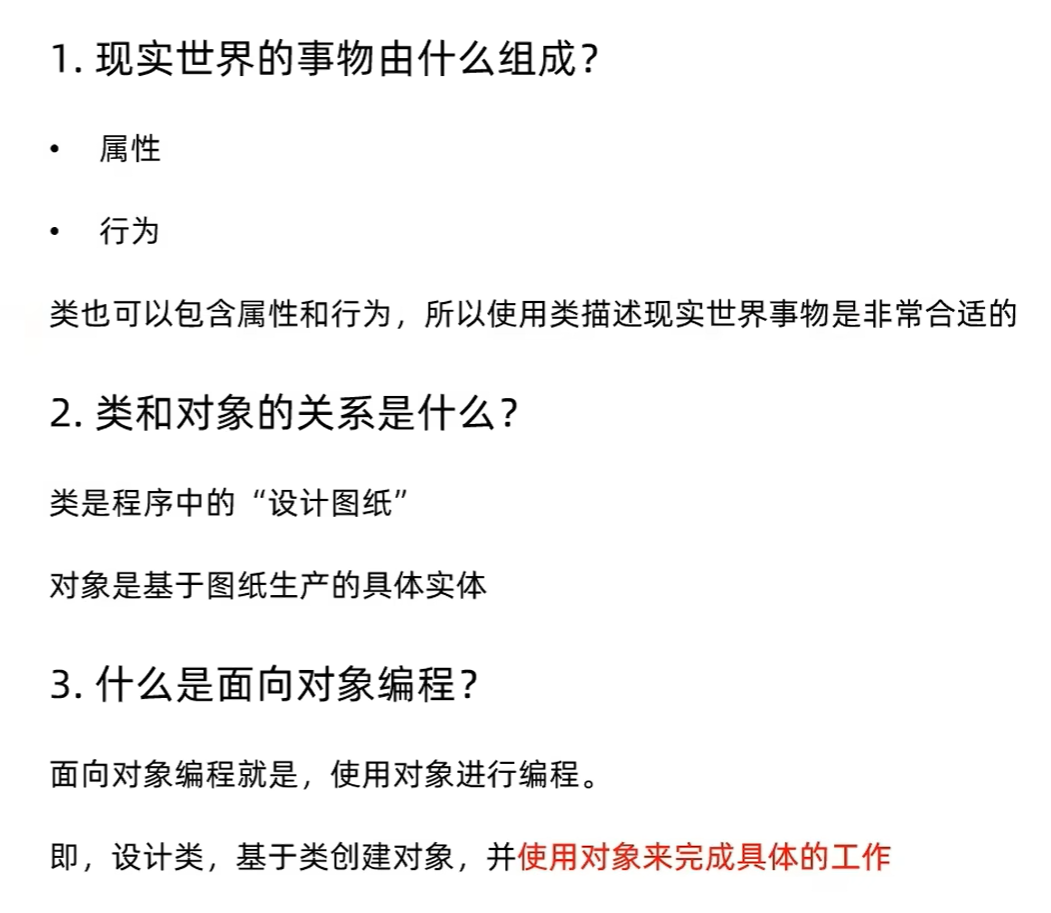 1. 现实世界的事物由什么组成？
• 属性
• 行为
类也可以包含属性和行为，所以使用类描述现实世界事物是非常合适的
2. 类和对象的关系是什么？
类是程序中的“设计图纸”
对象是基于图纸生产的具体实体
3. 什么是面向对象编程？
面向对象编程就是，使用对象进行编程。
即，设计类，基于类创建对象，并使用对象来完成具体的工作